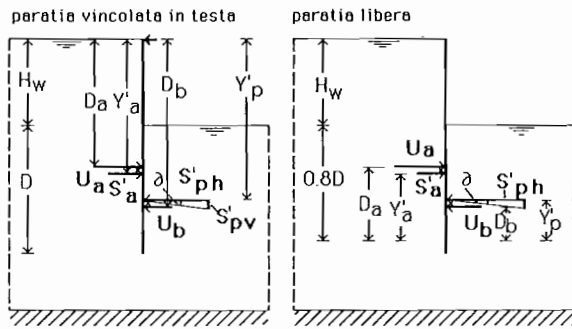 paratia vincolata in testa
paratia libera
Hw
Da
Y'a
Db
Y'p
D
Ua
S'a
∂
S'ph
S'pv
Ub
Hw
0.8D
Ua
S'a
∂
S'ph
Da
Y'a
Ub
Db
Y'p